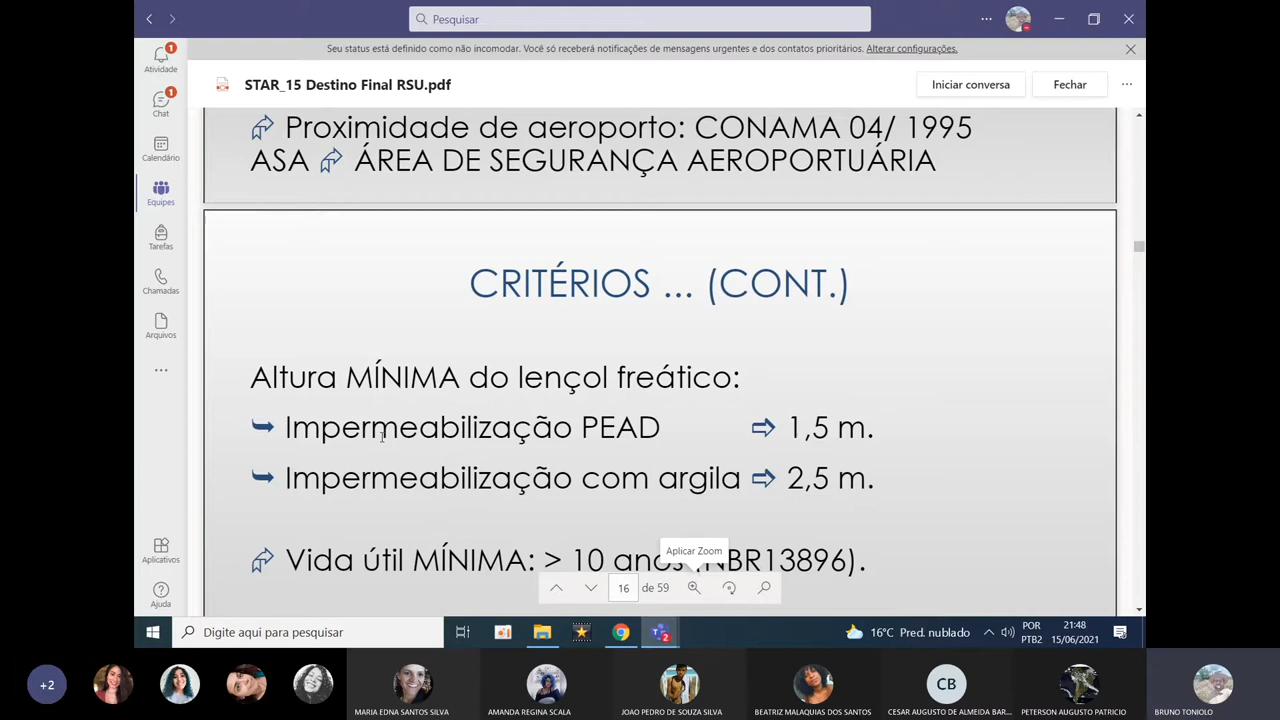 Pesquisar
Seu status está definido como não incomodar. Você só receberá notificações de mensagens urgentes e dos contatos prioritários. Alterar configurações.
1
Atividade
1
Chat
Calendário
Equipes
Tarefas
Chamadas
Arquivos
Aplicativos
Ajuda
STAR_15 Destino Final RSU.pdf
Iniciar conversa
Fechar
Proximidade de aeroporto: CONAMA 04/ 1995
ASA ÁREA DE SEGURANÇA AEROPORTUÁRIA
CRITÉRIOS ... (CONT.)
Altura MÍNIMA do lençol freático:
Impermeabilização PEAD 1,5 m.
Impermeabilização com argila 2,5 m.
Aplicar Zoom
Vida útil MÍNIMA: > 10 anos (NBR13896).
16 de 59
Digite aqui para pesquisar
2
16°C Pred. nublado
POR
PTB2
21:48
15/06/2021
+2
MARIA EDNA SANTOS SILVA
AMANDA REGINA SCALA
JOAO PEDRO DE SOUZA SILVA
BEATRIZ MALAQUIAS DOS SANTOS
CB
CESAR AUGUSTO DE ALMEIDA BAR...
PETERSON AUGUSTO PATRICIO
BRUNO TONIOLO